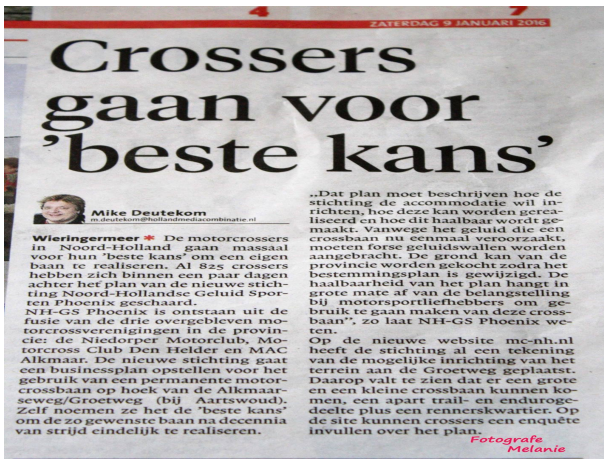 4
7
ZATERDAG 9 JANUARI 2016
Crossers
gaan voor
'beste kans'
Mike Deutekom
m.deutekom@hollandmediacombinatie.nl
Wieringermeer * De motorcrossers
in Noord-Holland gaan massaal
voor hun 'beste kans' om een eigen
baan te realiseren. Al 825 crossers
hebben zich binnen een paar dagen
achter het plan van de nieuwe stich-
ting Noord-Hollandse Geluid Spor-
ten Phoenix geschaard.
NH-GS Phoenix is ontstaan uit de
fusie van de drie overgebleven mo-
torcrossverenigingen in de provin-
cie: de Niedorper Motorclub, Mo-
torcross Club Den Helder en MAC
Alkmaar. De nieuwe stichting gaat
een businessplan opstellen voor het
gebruik van een permanente motor-
crossbaan op hoek van de Alkmaar-
seweg/Groetweg (bij Aartswoud).
Zelf noemen ze het de 'beste kans'
om de zo gewenste baan na decennia
van strijd eindelijk te realiseren.
,,Dat plan moet beschrijven hoe de
stichting de accommodatie wil in-
richten, hoe deze kan worden gerea-
liseerd en hoe dit haalbaar wordt ge-
maakt. Vanwege het geluid die een
crossbaan nu eenmaal veroorzaakt,
moeten forse geluidswallen worden
aangebracht. De grond kan van de
provincie worden gekocht zodra het
bestemmingsplan is gewijzigd. De
haalbaarheid van het plan hangt in
grote mate af van de belangstelling
bij motorsportliefhebbers om ge-
bruik te gaan maken van deze cross-
baan", zo laat NH-GS Phoenix we-
ten.
Op de nieuwe website mc-nh.nl
heeft de stichting al een tekening
van de mogelijke inrichting van het
terrein aan de Groetweg geplaatst.
Daarop valt te zien dat er een grote
en een kleine crossbaan kunnen ko-
men, een apart trail- en enduroge-
deelte plus een rennerskwartier. Op
de site kunnen crossers een enquête
invullen over het plan.
Fotografe
Melanie